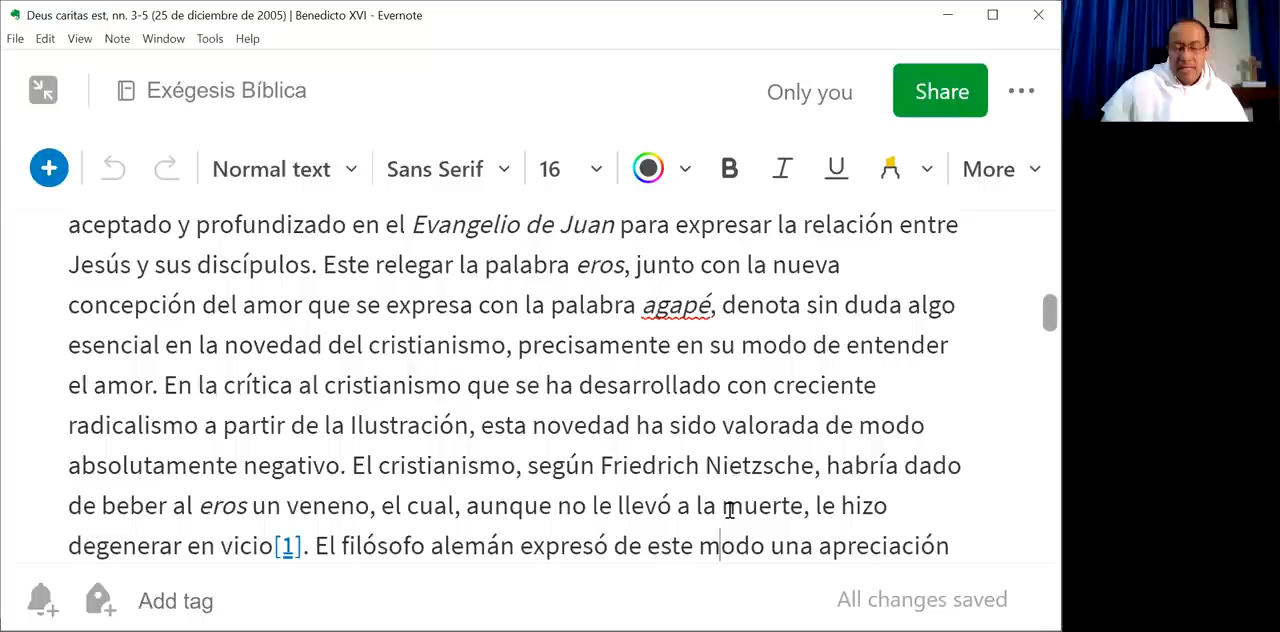 Deus caritas est, nn. 3-5 (25 de diciembre de 2005) | Benedicto XVI - Evernote
File Edit View Note Window Tools Help
Exégesis Bíblica
Only you
Share
Normal text
Sans Serif
16
B I U
More
aceptado y profundizado en el Evangelio de Juan para expresar la relación entre
Jesús y sus discípulos. Este relegar la palabra eros, junto con la nueva
concepción del amor que se expresa con la palabra agapé, denota sin duda algo
esencial en la novedad del cristianismo, precisamente en su modo de entender
el amor. En la crítica al cristianismo que se ha desarrollado con creciente
radicalismo a partir de la Ilustración, esta novedad ha sido valorada de modo
absolutamente negativo. El cristianismo, según Friedrich Nietzsche, habría dado
de beber al eros un veneno, el cual, aunque no le llevó a la muerte, le hizo
degenerar en vicio[1]. El filósofo alemán expresó de este modo una apreciación
Add tag
All changes saved